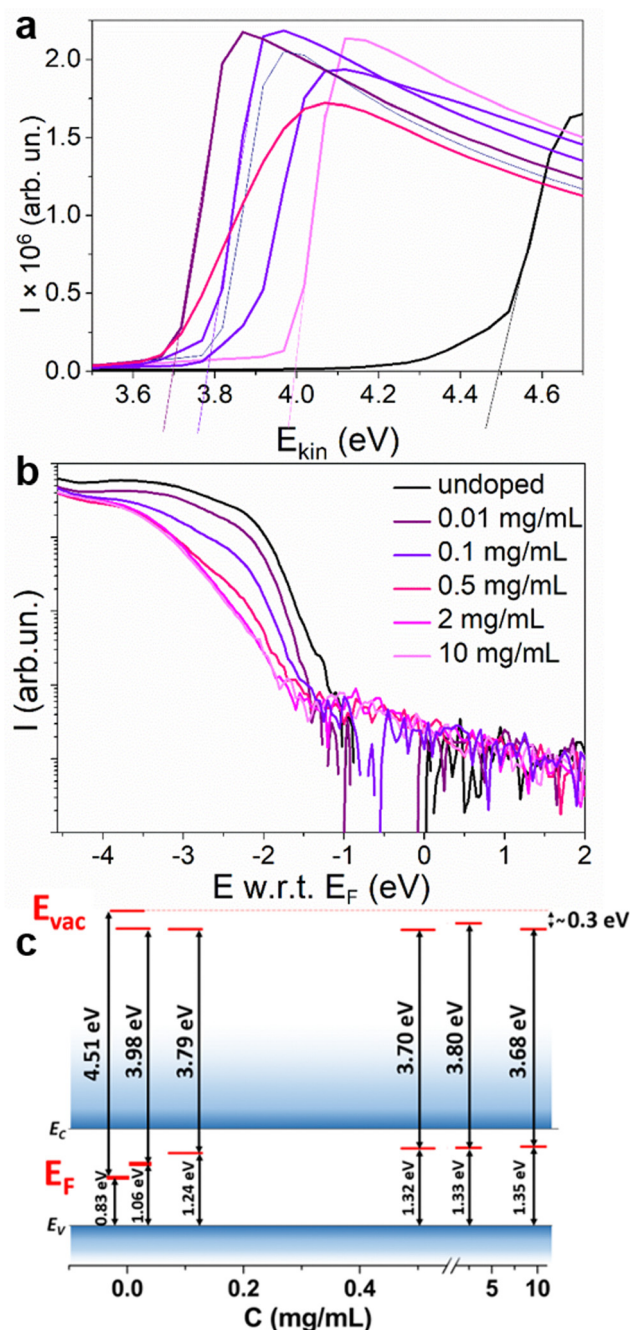 a
I × 10⁶ (arb. un.)
2.0
1.5
1.0
0.5
0.0
3.6 3.8 4.0 4.2 4.4 4.6
E_kin (eV)
b
I (arb.un.)
undoped
0.01 mg/mL
0.1 mg/mL
0.5 mg/mL
2 mg/mL
10 mg/mL
-4 -3 -2 -1 0 1 2
E w.r.t. E_F (eV)
c
E_vac
~0.3 eV
4.51 eV 3.98 eV 3.79 eV 3.70 eV 3.80 eV 3.68 eV
E_C
E_F
0.83 eV 1.06 eV 1.24 eV 1.32 eV 1.33 eV 1.35 eV
E_V
0.0 0.2 0.4 5 10
C (mg/mL)